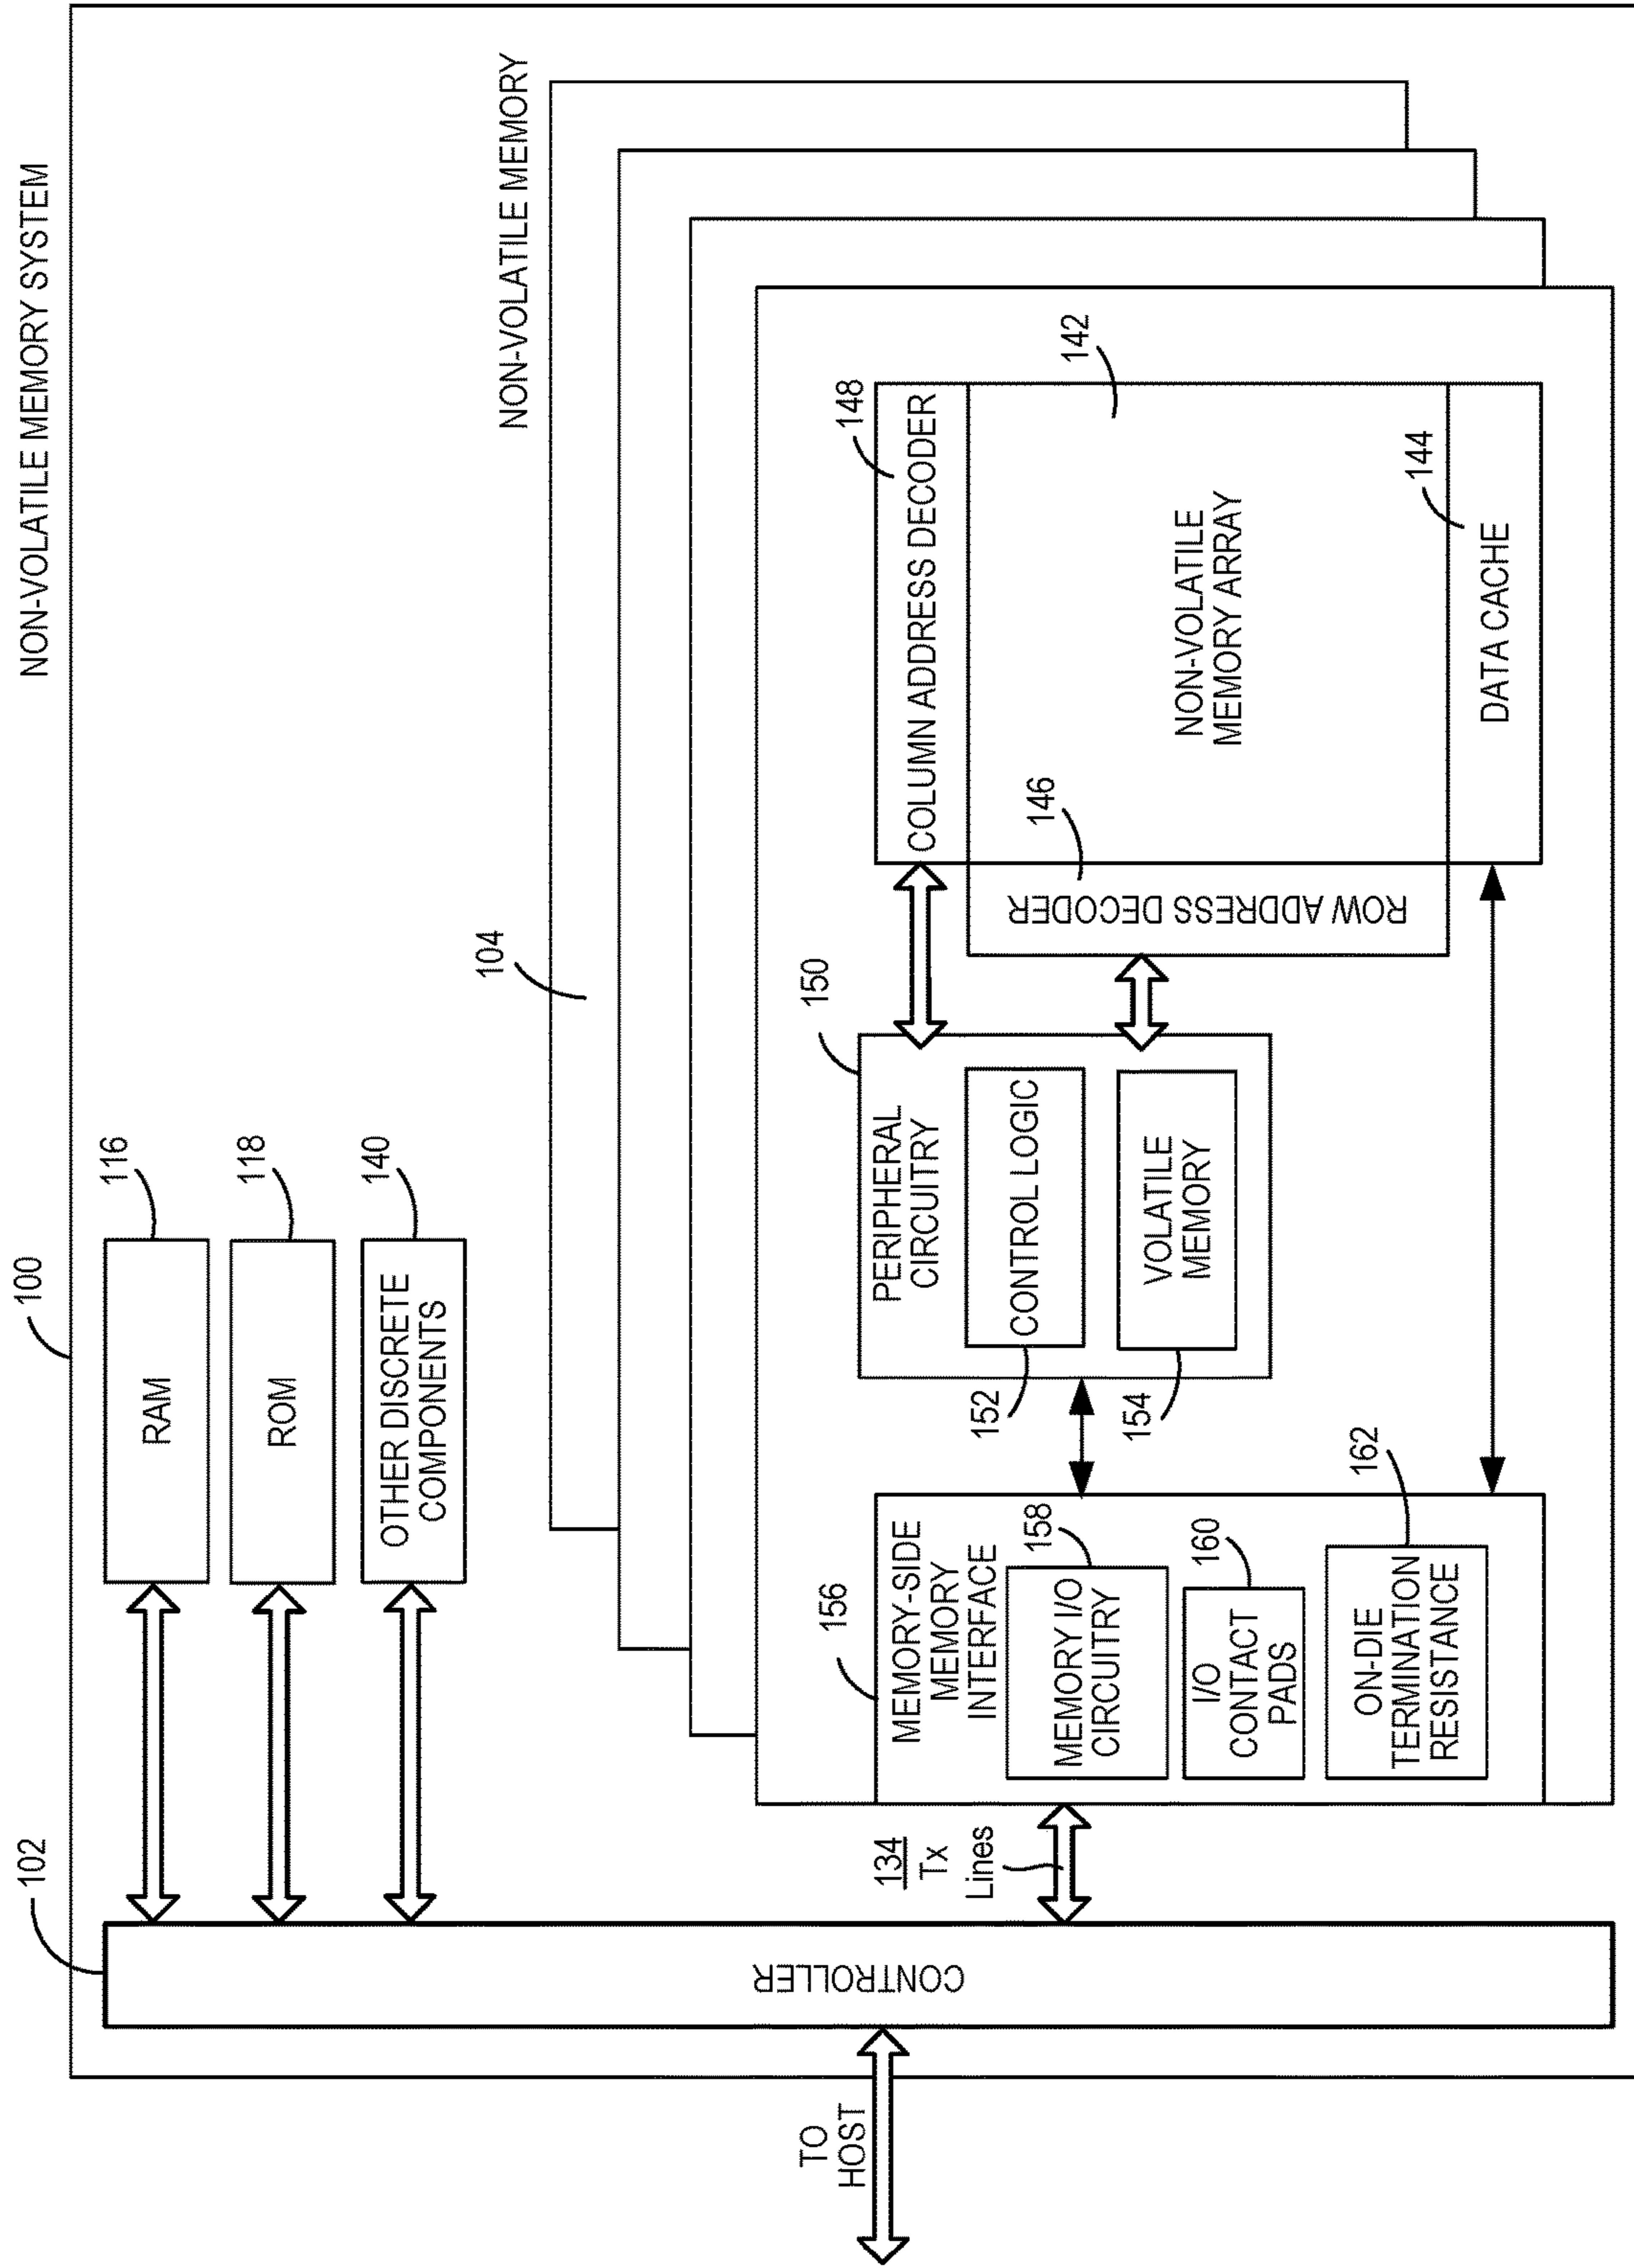 NON-VOLATILE MEMORY SYSTEM
100
102
RAM
116
ROM
118
OTHER DISCRETE
COMPONENTS
140
NON-VOLATILE MEMORY
104
TO
HOST
CONTROLLER
134
Tx
Lines
156
MEMORY-SIDE
MEMORY
INTERFACE
MEMORY I/O
CIRCUITRY
158
I/O
CONTACT
PADS
160
ON-DIE
TERMINATION
RESISTANCE
162
150
PERIPHERAL
CIRCUITRY
CONTROL LOGIC
152
VOLATILE
MEMORY
154
COLUMN ADDRESS DECODER
148
ROW ADDRESS DECODER
146
NON-VOLATILE
MEMORY ARRAY
142
DATA CACHE
144